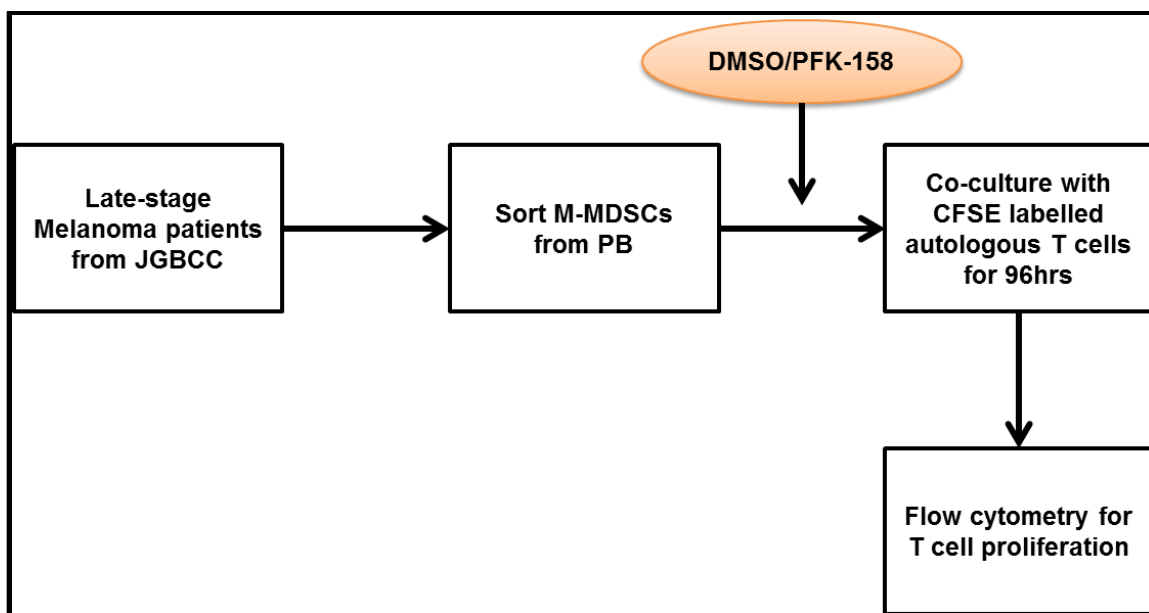 DMSO/PFK-158
Late-stage
Melanoma patients
from JGBCC
Sort M-MDSCs
from PB
Co-culture with
CFSE labelled
autologous T cells
for 96hrs
Flow cytometry for
T cell proliferation